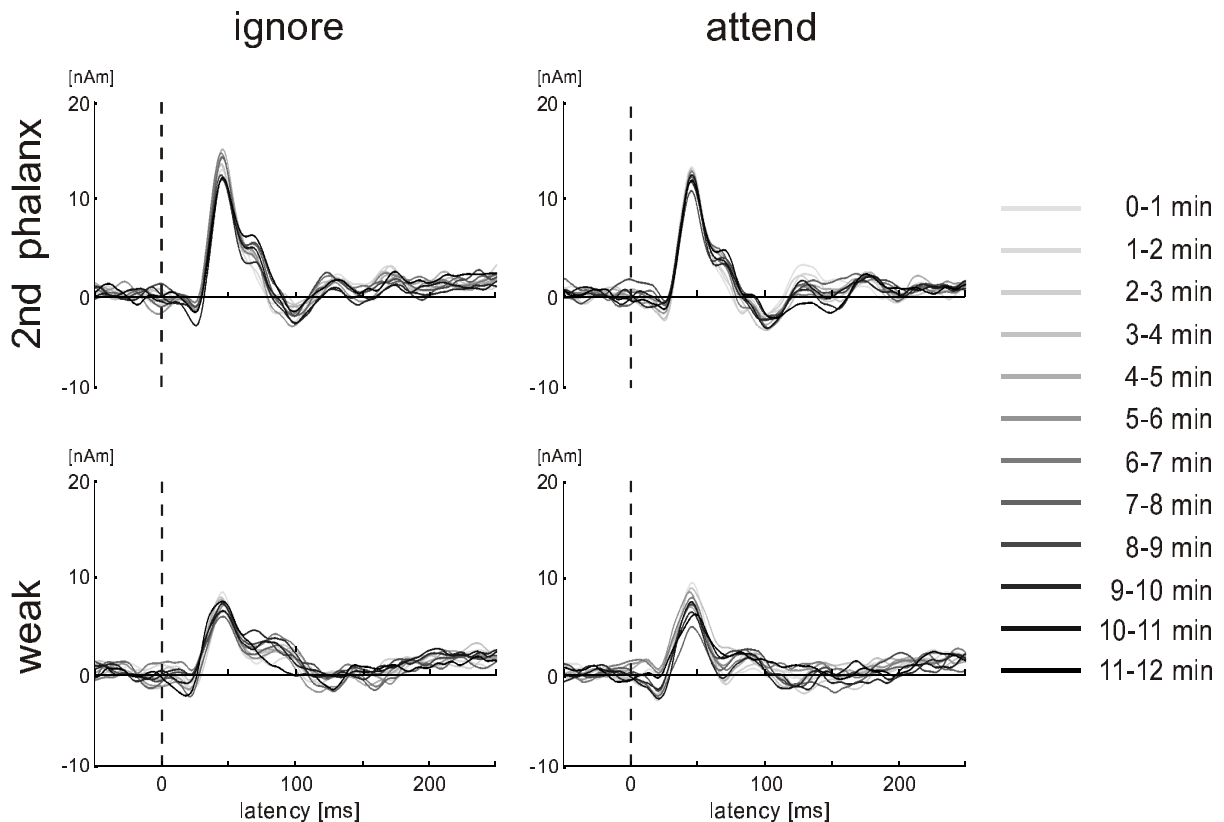 ignore
attend
2nd phalanx
[nAm]
20
10
0
-10
[nAm]
20
10
0
-10
0-1 min
1-2 min
2-3 min
3-4 min
4-5 min
5-6 min
6-7 min
7-8 min
8-9 min
9-10 min
10-11 min
11-12 min
weak
[nAm]
20
10
0
-10
0 100 200
latency [ms]
[nAm]
20
10
0
-10
0 100 200
latency [ms]